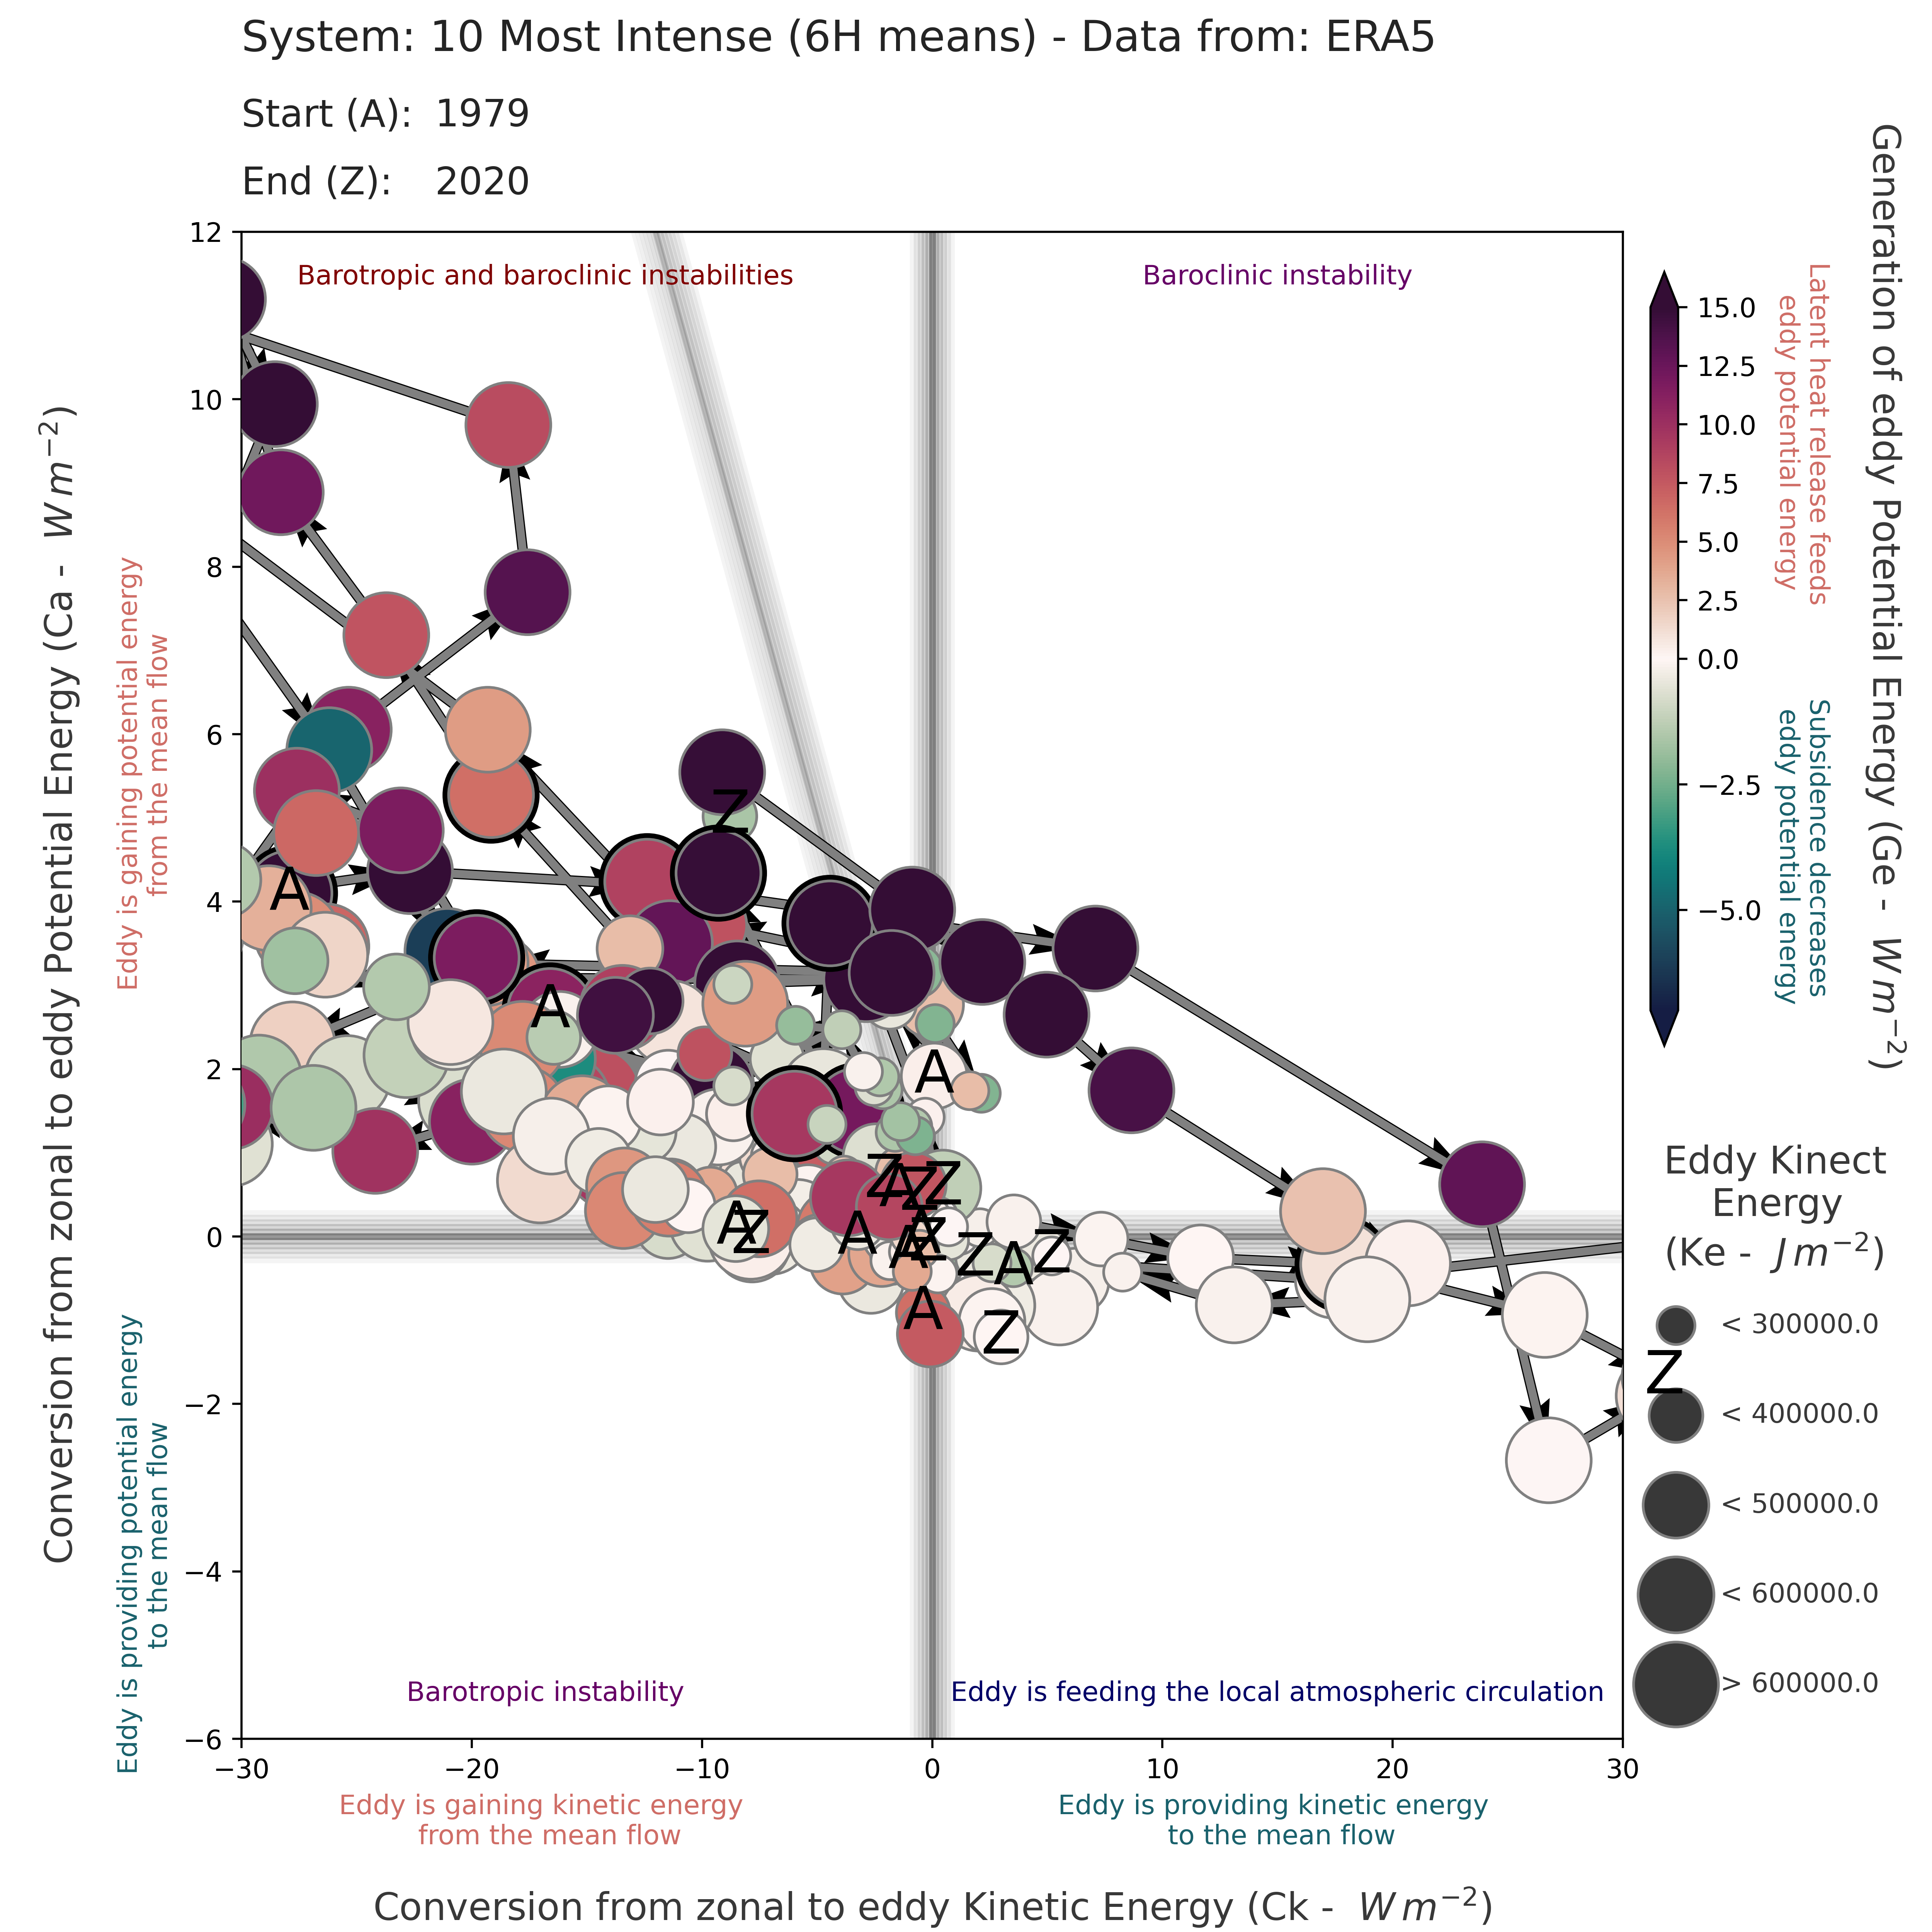 System: 10 Most Intense (6H means) - Data from: ERA5
Start (A): 1979
End (Z): 2020
Conversion from zonal to eddy Potential Energy (Ca - W m⁻²)
Eddy is gaining potential energy
from the mean flow
Eddy is providing potential energy
to the mean flow
12
10
8
6
4
2
0
−2
−4
−6
Barotropic and baroclinic instabilities
Baroclinic instability
Z
A
A
A
Z
A
Z
Z
A
Z
A
A
A
Z
Z
A
Z
A
Z
Z
Barotropic instability
Eddy is feeding the local atmospheric circulation
−30
−20
−10
0
10
20
30
Eddy is gaining kinetic energy
from the mean flow
Eddy is providing kinetic energy
to the mean flow
Conversion from zonal to eddy Kinetic Energy (Ck - W m⁻²)
15.0
12.5
10.0
7.5
5.0
2.5
0.0
−2.5
−5.0
Latent heat release feeds
eddy potential energy
Subsidence decreases
eddy potential energy
Generation of eddy Potential Energy (Ge - W m⁻²)
Eddy Kinect
Energy
(Ke - J m⁻²)
< 300000.0
< 400000.0
< 500000.0
< 600000.0
> 600000.0